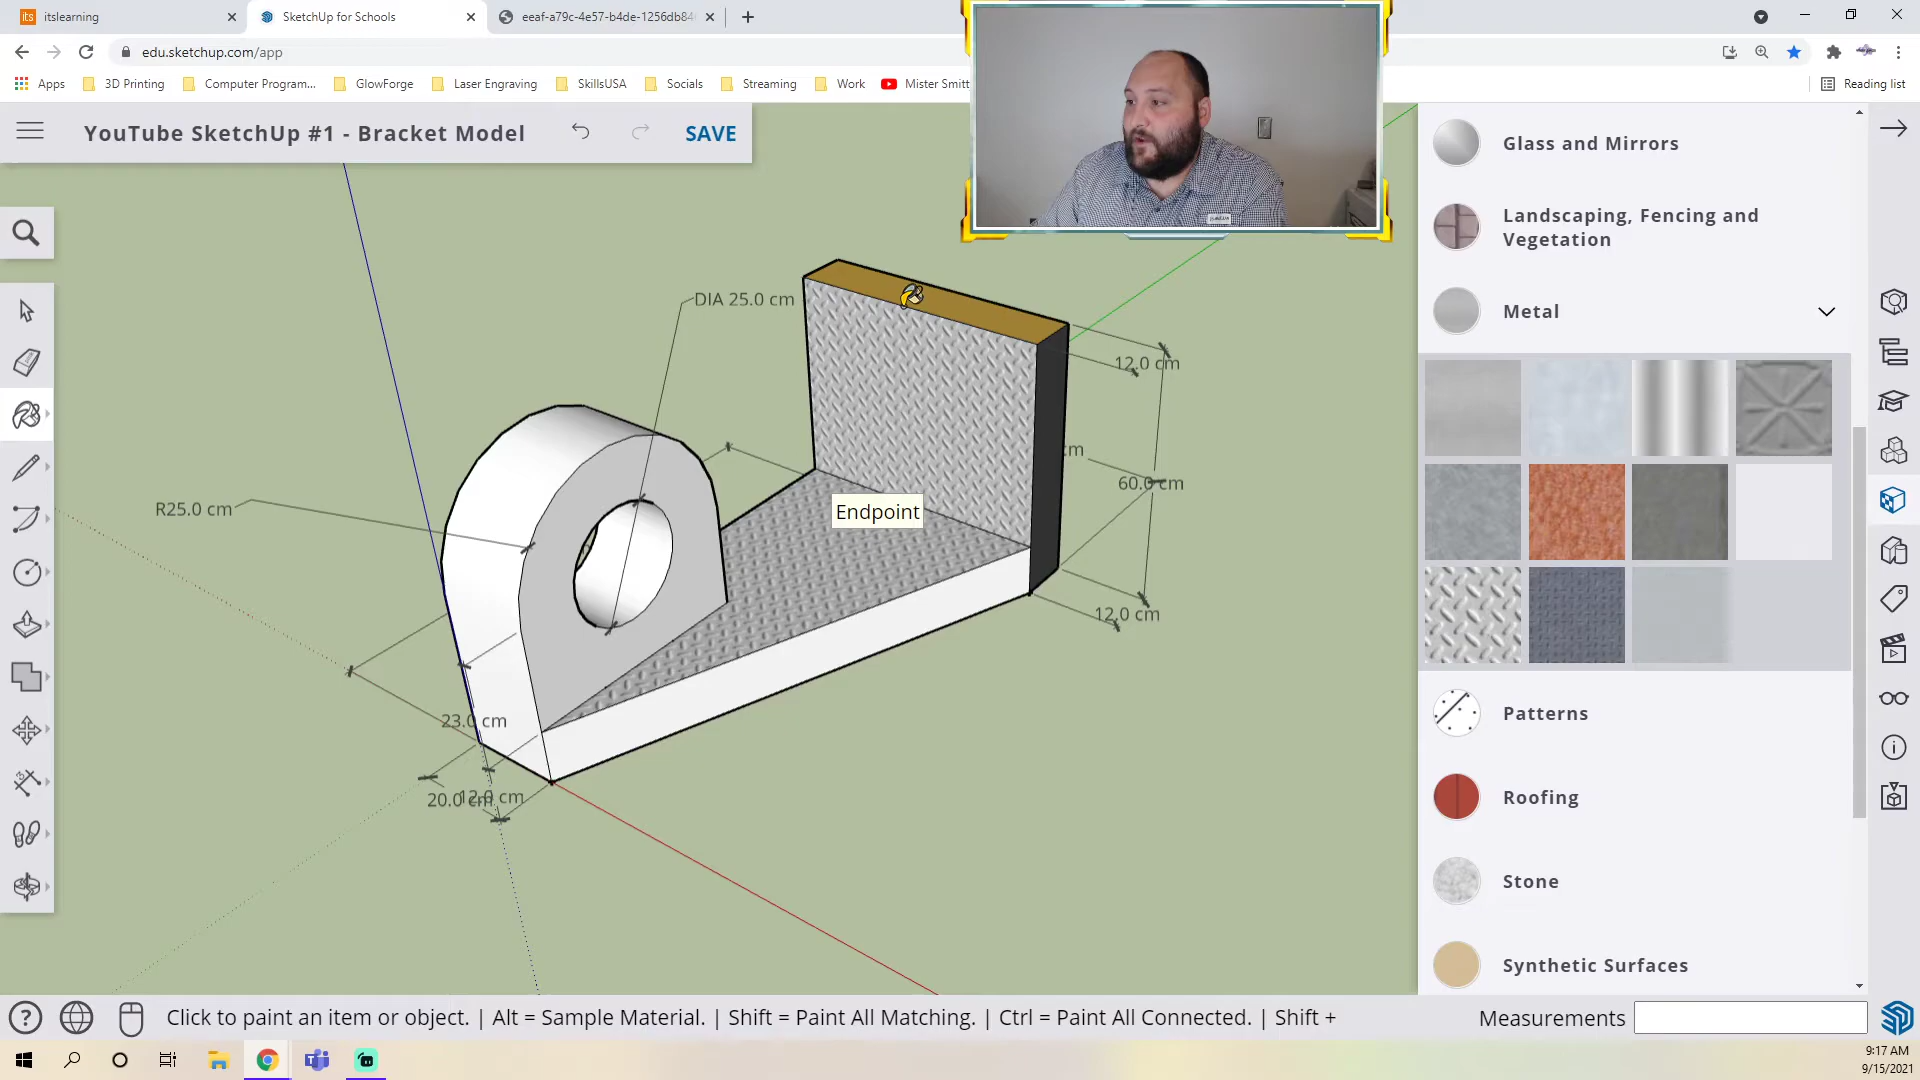 its itslearning
SketchUp for Schools
eeaf-a79c-4e57-b4de-1256db84
edu.sketchup.com/app
Apps
3D Printing
Computer Program...
GlowForge
Laser Engraving
SkillsUSA
Socials
Streaming
Work
Mister Smitt
Reading list
YouTube SketchUp #1 - Bracket Model
SAVE
Glass and Mirrors
Landscaping, Fencing and
Vegetation
Metal
DIA 25.0 cm
12.0 cm
cm
60.0 cm
R25.0 cm
Endpoint
12.0 cm
23.0 cm
20.0 cm
12.0 cm
Patterns
Roofing
Stone
Synthetic Surfaces
Click to paint an item or object. | Alt = Sample Material. | Shift = Paint All Matching. | Ctrl = Paint All Connected. | Shift +
Measurements
9:17 AM
9/15/2021